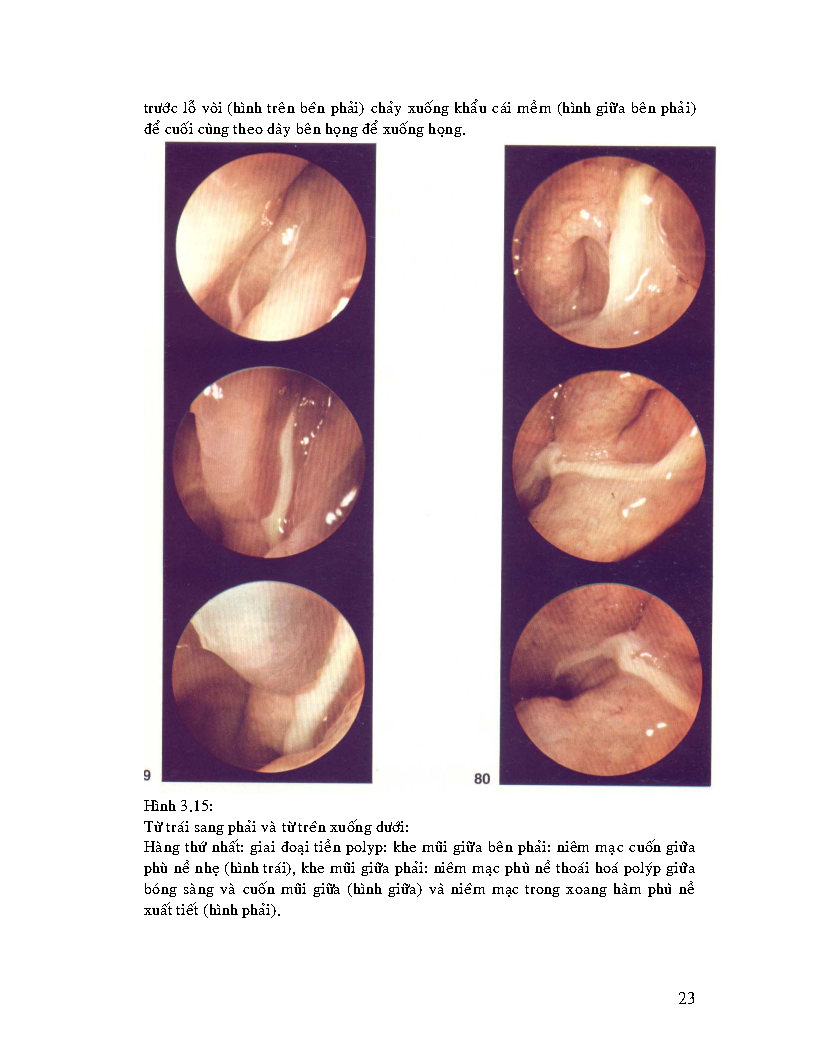 trước lỗ vòi (hình trên bên phải) chảy xuống khẩu cái mềm (hình giữa bên phải)
để cuối cùng theo dày bên họng để xuống họng.
9
80
Hình 3.15:
Từ trái sang phải và từ trên xuống dưới:
Hàng thứ nhất: giai đoại tiền polyp: khe mũi giữa bên phải: niêm mạc cuốn giữa
phù nề nhẹ (hình trái), khe mũi giữa phải: niêm mạc phù nề thoái hoá polýp giứa
bóng sàng và cuốn mũi giữa (hình giữa) và niêm mạc trong xoang hàm phù nề
xuất tiết (hình phải).
23